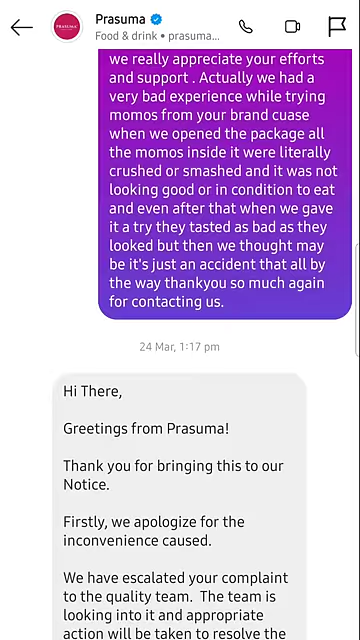 Prasuma
Food & drink • prasuma...
PRASUMA
we really appreciate your efforts
and support . Actually we had a
very bad experience while trying
momos from your brand cuase
when we opened the package all
the momos inside it were literally
crushed or smashed and it was not
looking good or in condition to eat
and even after that when we gave
it a try they tasted as bad as they
looked but then we thought may
be it's just an accident that all by
the way thankyou so much again
for contacting us.
24 Mar, 1:17 pm
Hi There,
Greetings from Prasuma!
Thank you for bringing this to our
Notice.
Firstly, we apologize for the
inconvenience caused.
We have escalated your complaint
to the quality team.  The team is
looking into it and appropriate
action will be taken to resolve the